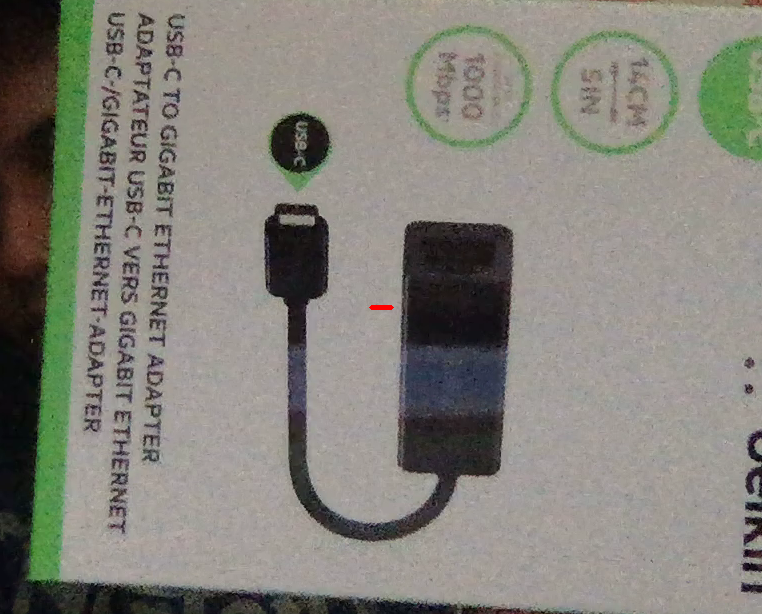 belkin
14CM
5IN
1000
Mbps
USB-C
USB-C TO GIGABIT ETHERNET ADAPTER
ADAPTATEUR USB-C VERS GIGABIT ETHERNET
USB-C-/GIGABIT-ETHERNET-ADAPTER